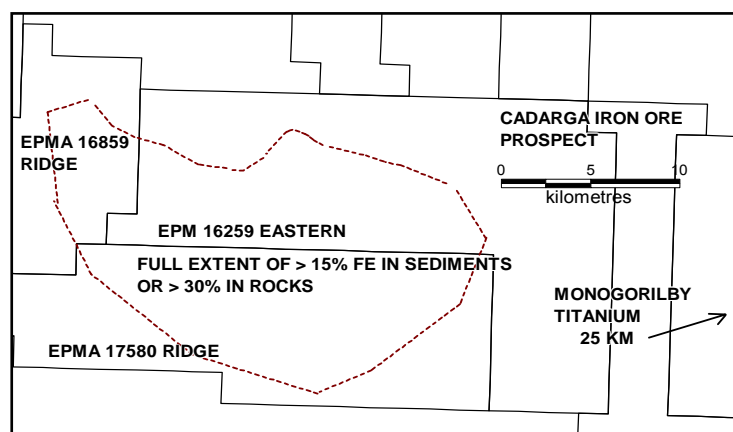 CADARGA IRON ORE
PROSPECT
EPMA 16859
RIDGE
0 5 10
kilometres
EPM 16259 EASTERN
FULL EXTENT OF > 15% FE IN SEDIMENTS
OR > 30% IN ROCKS
MONOGORILBY
TITANIUM
25 KM
EPMA 17580 RIDGE